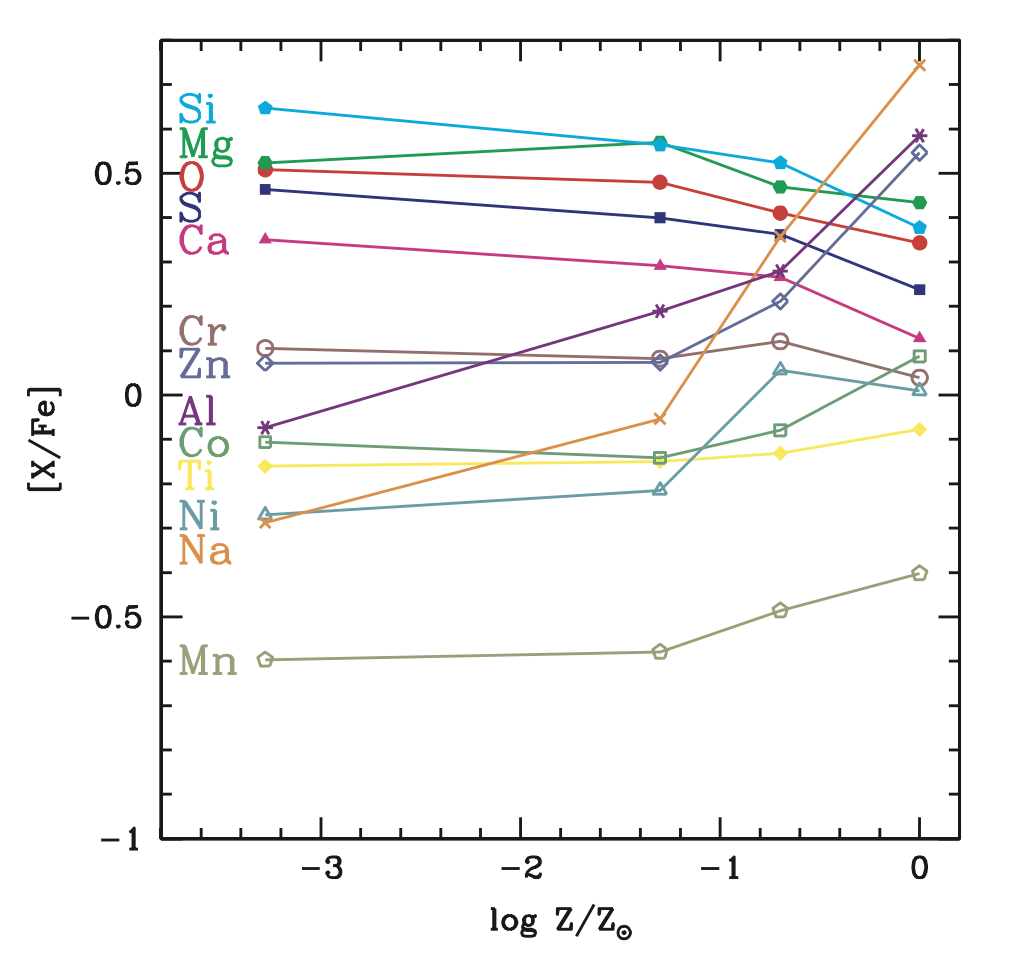 Si
Mg
0.5
O
S
Ca
Cr
Zn
0
Al
[X/Fe]
Co
Ti
Ni
Na
−0.5
Mn
−1
−3 −2 −1 0
log Z/Z☉